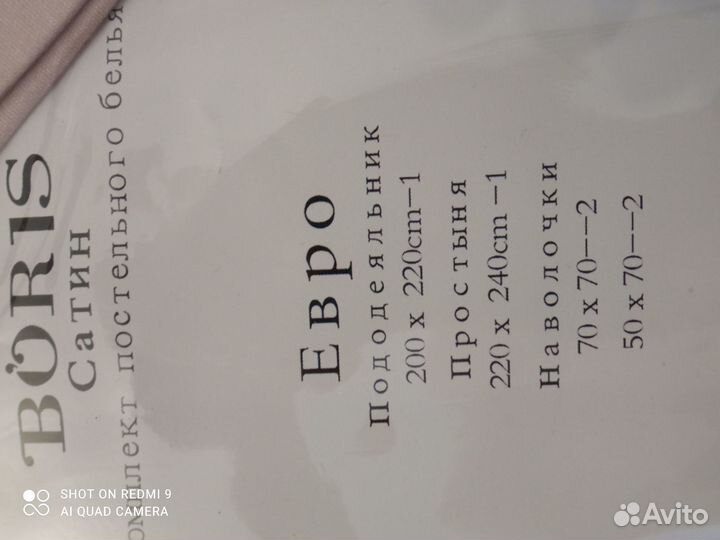 BORIS
Сатин
омплект постельного белья
Евро
Пододеяльник
200 x 220cm—1
Простыня
220 x 240cm —1
Наволочки
70 x 70——2
50 x 70——2
SHOT ON REDMI 9
AI QUAD CAMERA
Avito